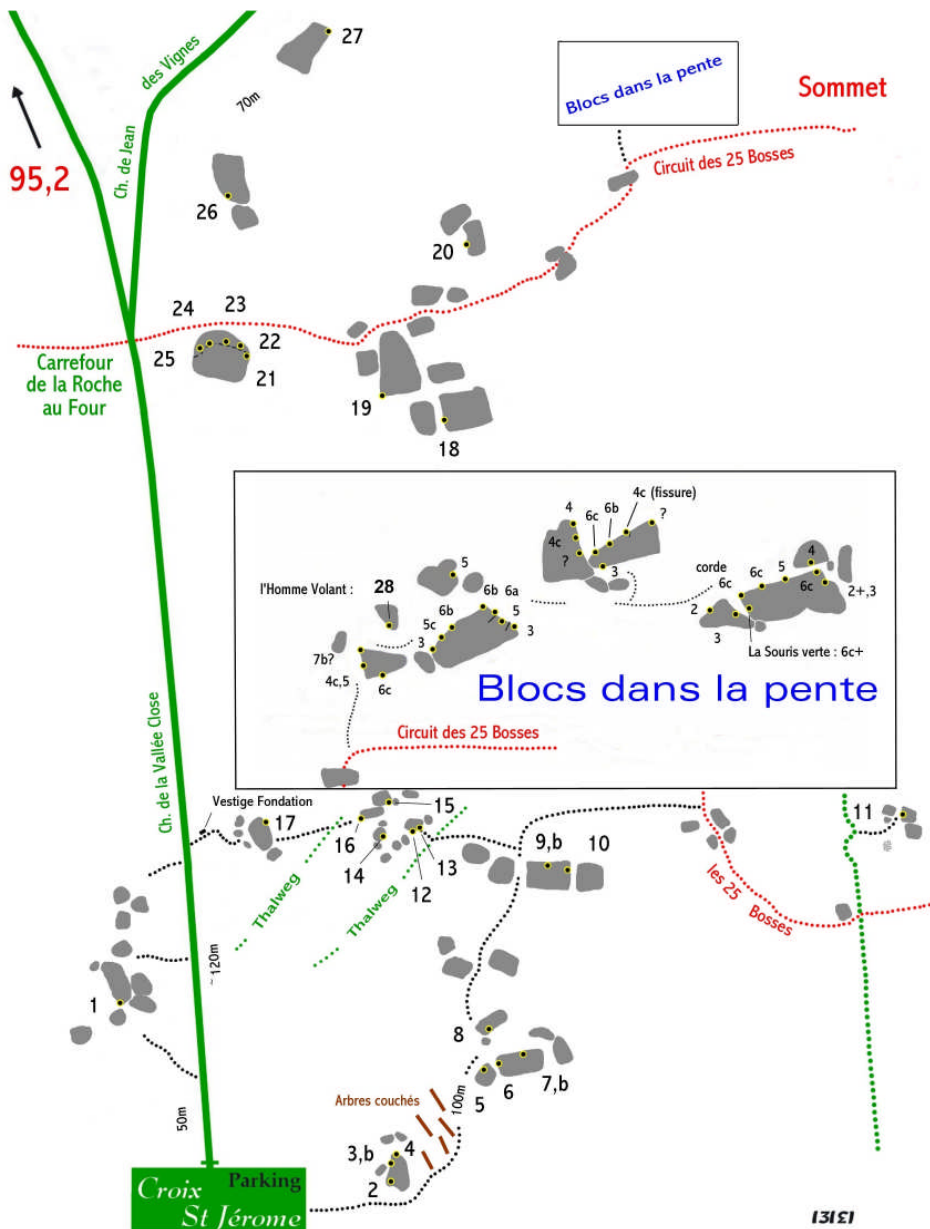 27
des Vignes
70m
Blocs dans la pente
Sommet
Ch. de Jean
95,2
Circuit des 25 Bosses
26
20
24
23
22
25
21
Carrefour
de la Roche
au Four
19
18
Ch. de la Vallée Close
4c (fissure)
4
6c
6b
?
4c
?
3
5
corde
6c
6c
5
4
l'Homme Volant :
28
6b
6b
6a
5c
5
3
3
2
3
6c
2+,3
7b?
4c,5
6c
La Souris verte : 6c+
Blocs dans la pente
Circuit des 25 Bosses
Vestige Fondation
17
15
16
14
13
12
9,b
10
11
Thalweg
Thalweg
les 25 Bosses
~120m
1
8
5
6
7,b
100m
50m
Arbres couchés
3,b
4
2
Parking
Croix
St Jérome
13131